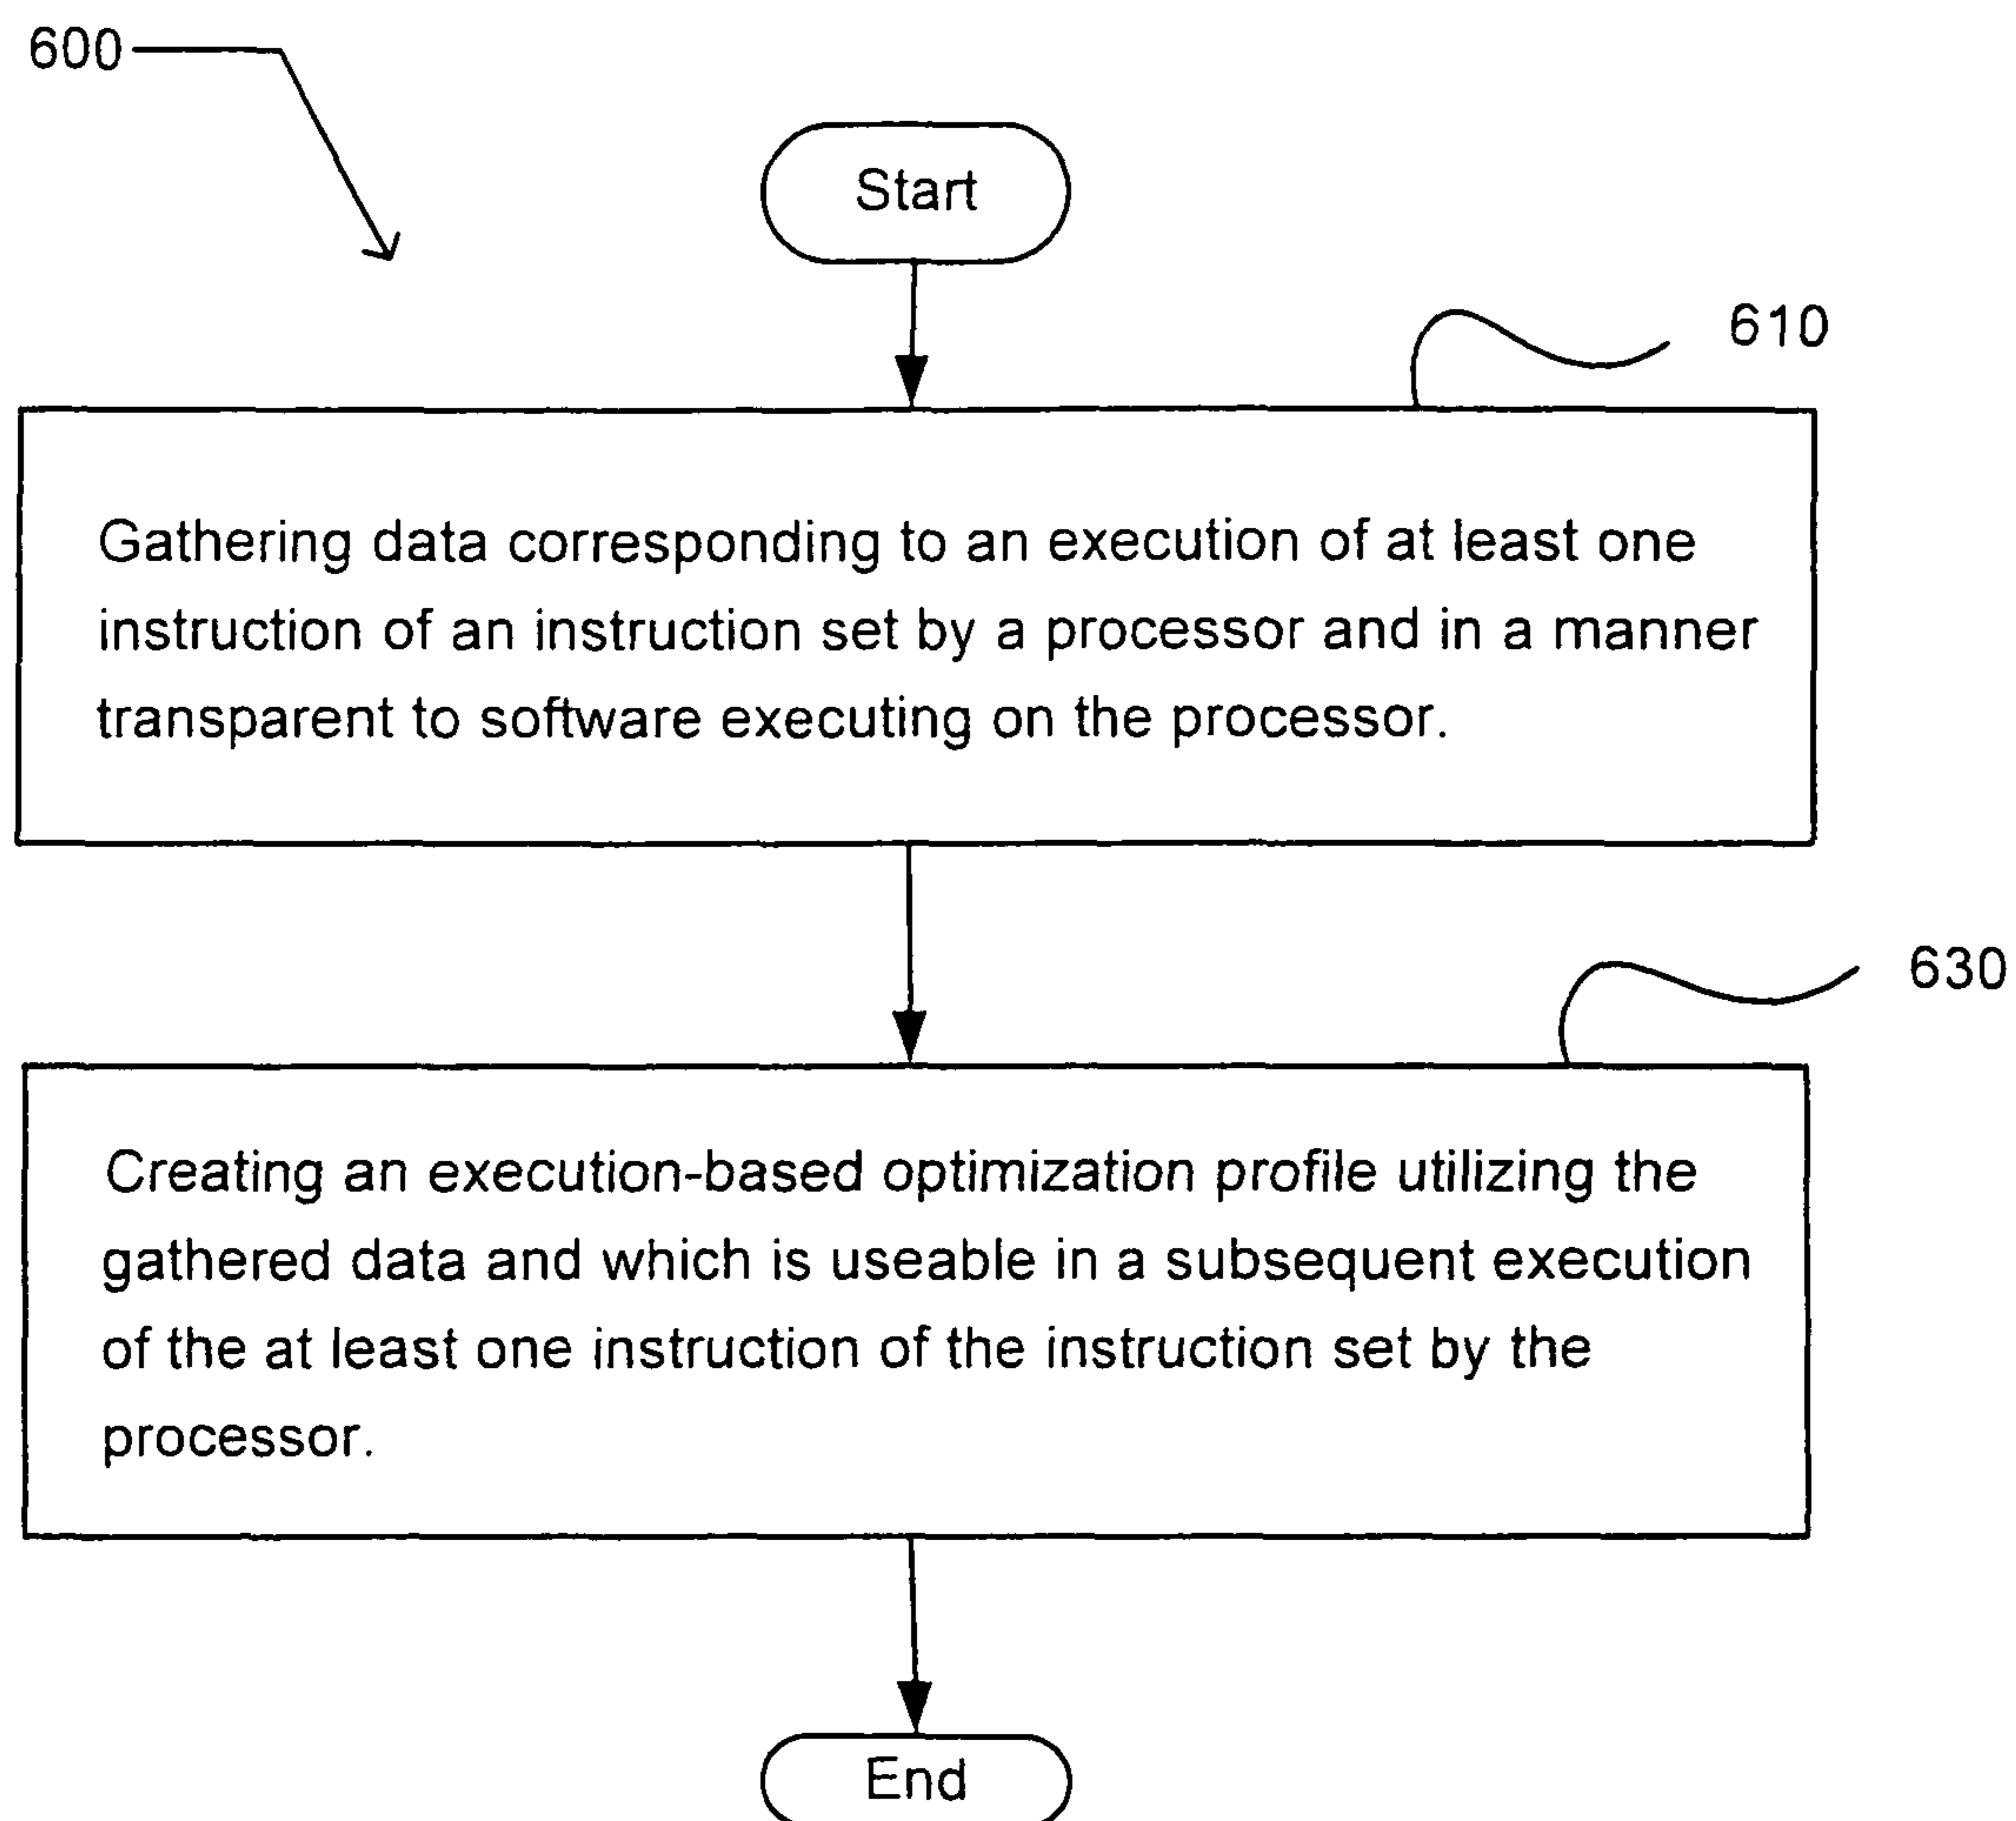 600
Start
610
Gathering data corresponding to an execution of at least one
instruction of an instruction set by a processor and in a manner
transparent to software executing on the processor.
630
Creating an execution-based optimization profile utilizing the
gathered data and which is useable in a subsequent execution
of the at least one instruction of the instruction set by the
processor.
End